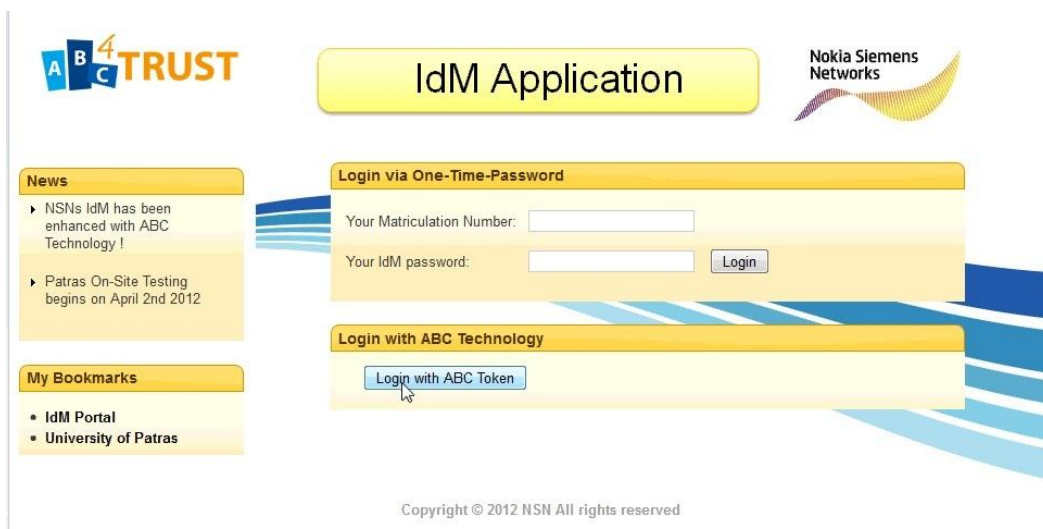 ABC4TRUST
IdM Application
Nokia Siemens
Networks
News
NSNs IdM has been
enhanced with ABC
Technology !
Patras On-Site Testing
begins on April 2nd 2012
My Bookmarks
IdM Portal
University of Patras
Login via One-Time-Password
Your Matriculation Number:
Your IdM password:
Login
Login with ABC Technology
Login with ABC Token
Copyright © 2012 NSN All rights reserved